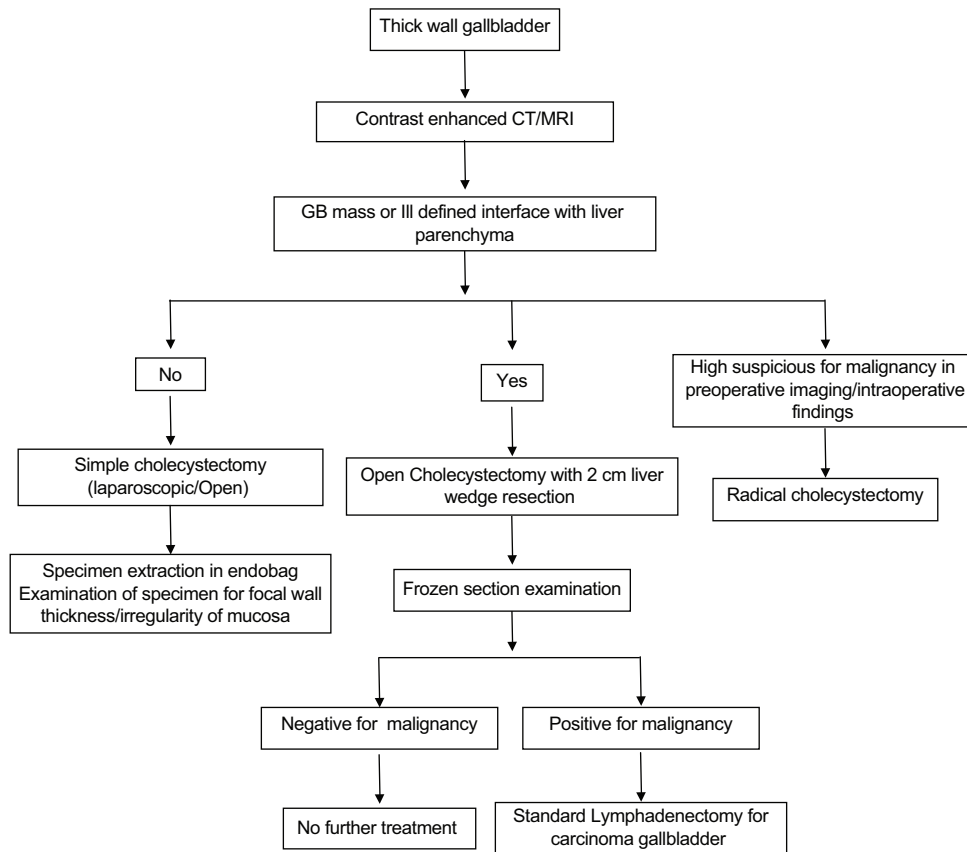 Thick wall gallbladder
Contrast enhanced CT/MRI
GB mass or Ill defined interface with liver
parenchyma
No
Yes
High suspicious for malignancy in
preoperative imaging/intraoperative
findings
Simple cholecystectomy
(laparoscopic/Open)
Open Cholecystectomy with 2 cm liver
wedge resection
Radical cholecystectomy
Specimen extraction in endobag
Examination of specimen for focal wall
thickness/irregularity of mucosa
Frozen section examination
Negative for malignancy
Positive for malignancy
No further treatment
Standard Lymphadenectomy for
carcinoma gallbladder